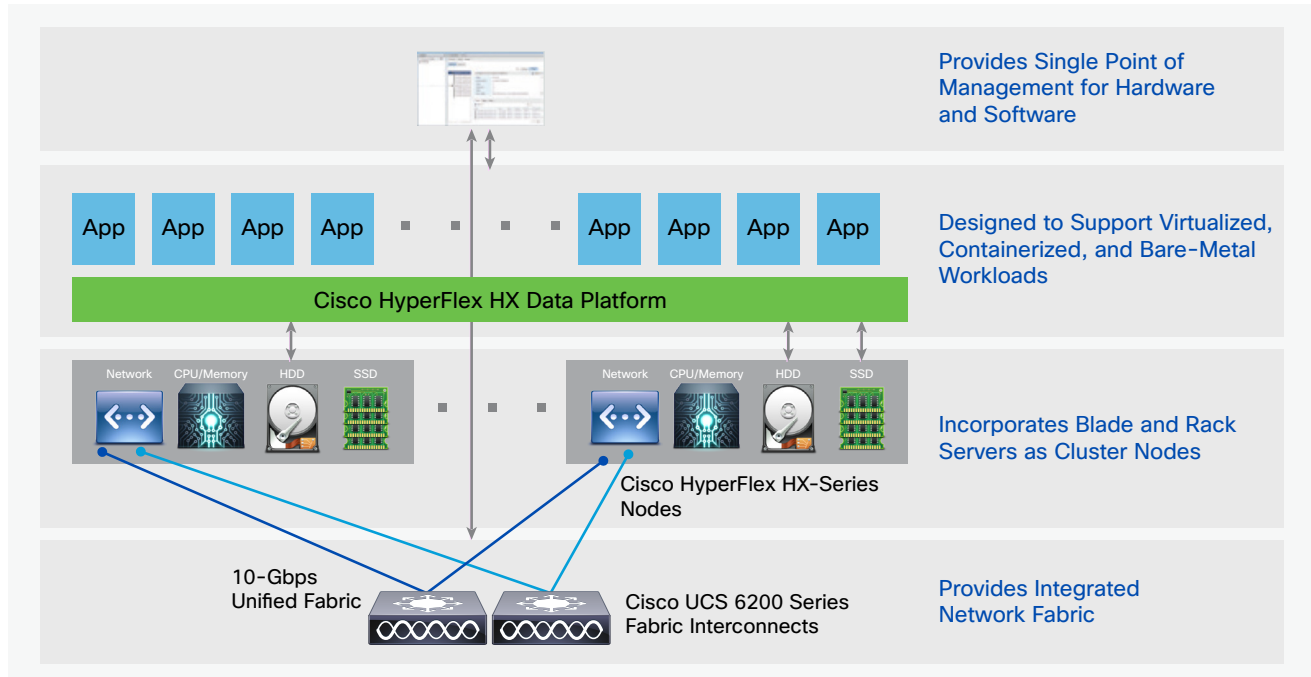 Provides Single Point of
Management for Hardware
and Software
App App App App App App App App
Designed to Support Virtualized,
Containerized, and Bare-Metal
Workloads
Cisco HyperFlex HX Data Platform
Network CPU/Memory HDD SSD Network CPU/Memory HDD SSD
Incorporates Blade and Rack
Servers as Cluster Nodes
Cisco HyperFlex HX-Series
Nodes
10-Gbps
Unified Fabric
Cisco UCS 6200 Series
Fabric Interconnects
Provides Integrated
Network Fabric